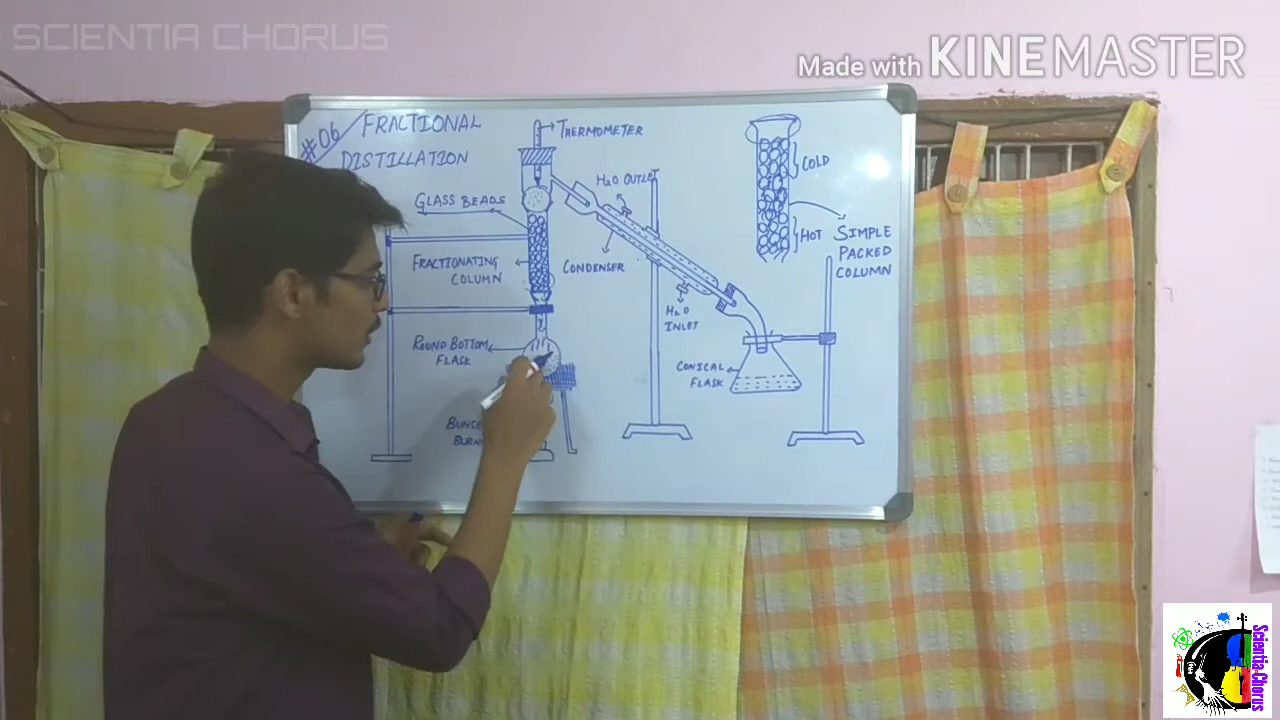 SCIENTIA CHORUS
Made with KINEMASTER
#06 FRACTIONAL
DISTILLATION
THERMOMETER
H2O OUTLET
GLASS BEADS
FRACTIONATING
COLUMN
CONDENSER
H2O
INLET
ROUND BOTTOM
FLASK
CONICAL
FLASK
COLD
HOT
SIMPLE
PACKED
COLUMN
Scientia-Chorus